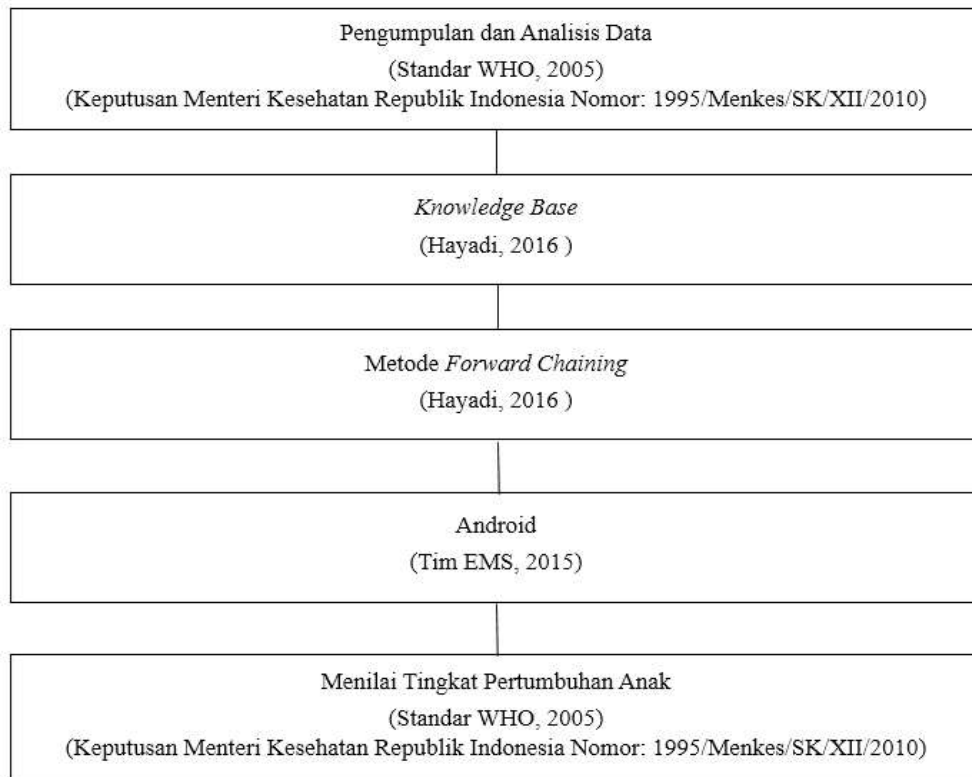 Pengumpulan dan Analisis Data
(Standar WHO, 2005)
(Keputusan Menteri Kesehatan Republik Indonesia Nomor: 1995/Menkes/SK/XII/2010)
Knowledge Base
(Hayadi, 2016 )
Metode Forward Chaining
(Hayadi, 2016 )
Android
(Tim EMS, 2015)
Menilai Tingkat Pertumbuhan Anak
(Standar WHO, 2005)
(Keputusan Menteri Kesehatan Republik Indonesia Nomor: 1995/Menkes/SK/XII/2010)